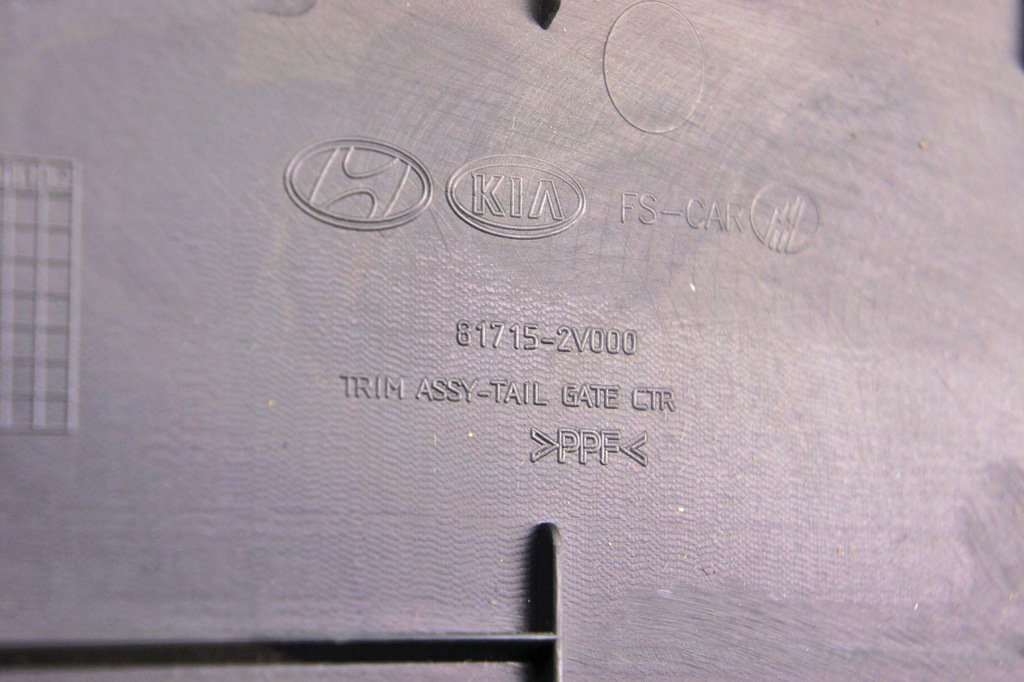 KIA FS-CAR
81715-2V000
TRIM ASSY-TAIL GATE CTR
>PPF<